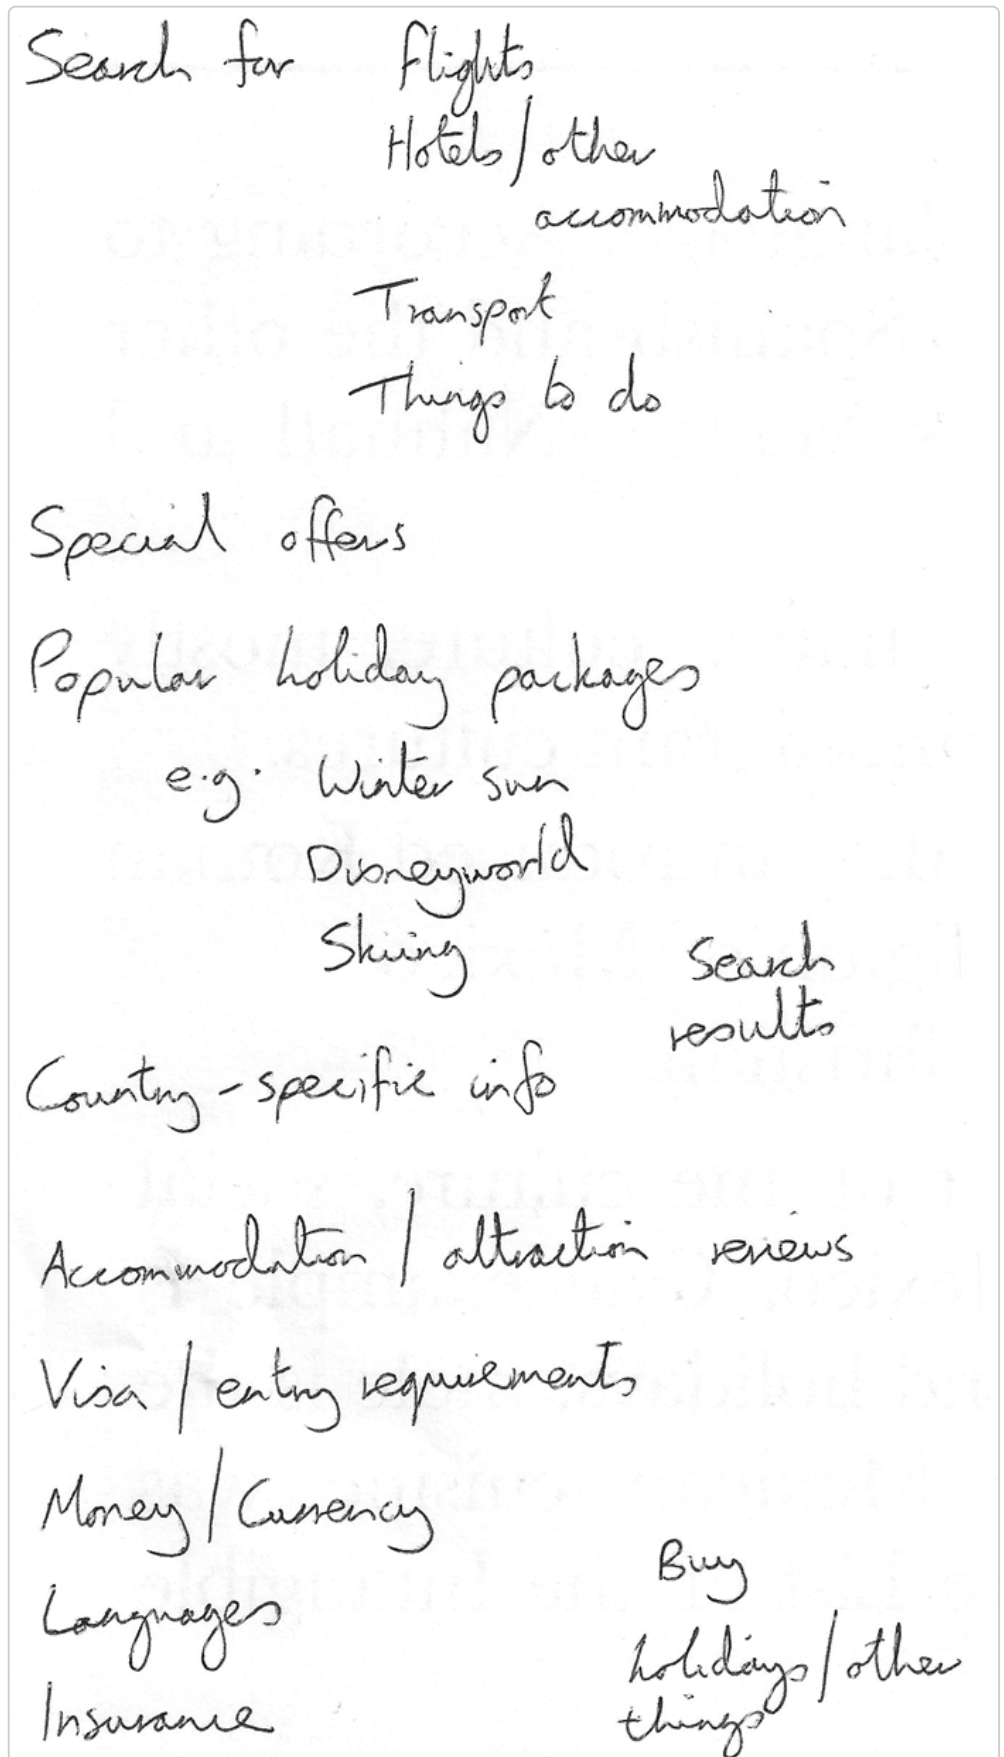 Search for flights
Hotels/other
accommodation
Transport
Things to do
Special offers
Popular holiday packages
e.g. Winter sun
Disneyworld
Skiing
Search
results
Country-specific info
Accommodation / attraction reviews
Visa / entry requirements
Money / Currency
Languages
Insurance
Buy
holidays/other
things